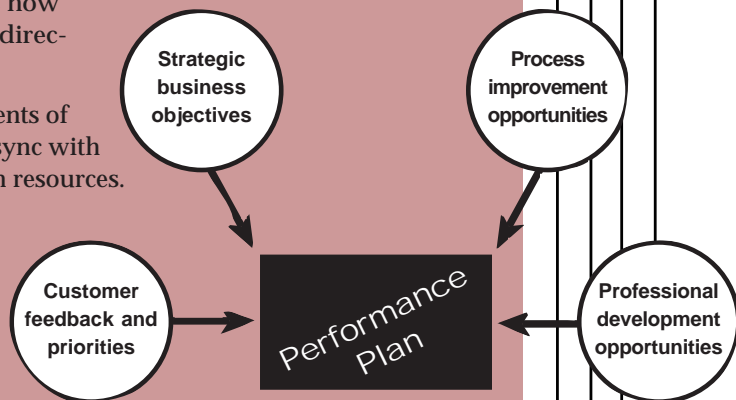 now
direc-
ents of
sync with
n resources.
Strategic
business
objectives
Process
improvement
opportunities
Customer
feedback and
priorities
Performance
Plan
Professional
development
opportunities